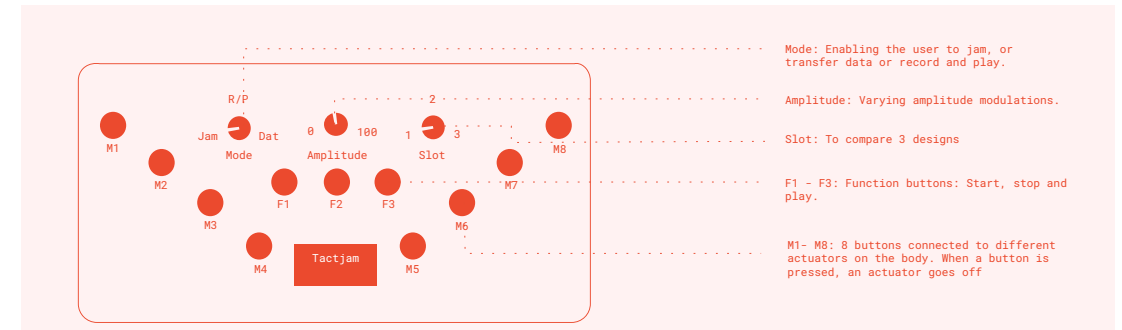 Mode: Enabling the user to jam, or
transfer data or record and play.
R/P
2
Amplitude: Varying amplitude modulations.
Jam
Dat
0
100
1
3
M1
Mode
Amplitude
Slot
M8
Slot: To compare 3 designs
M2
M7
F1
F2
F3
F1 - F3: Function buttons: Start, stop and
play.
M3
M6
M4
Tactjam
M5
M1- M8: 8 buttons connected to different
actuators on the body. When a button is
pressed, an actuator goes off